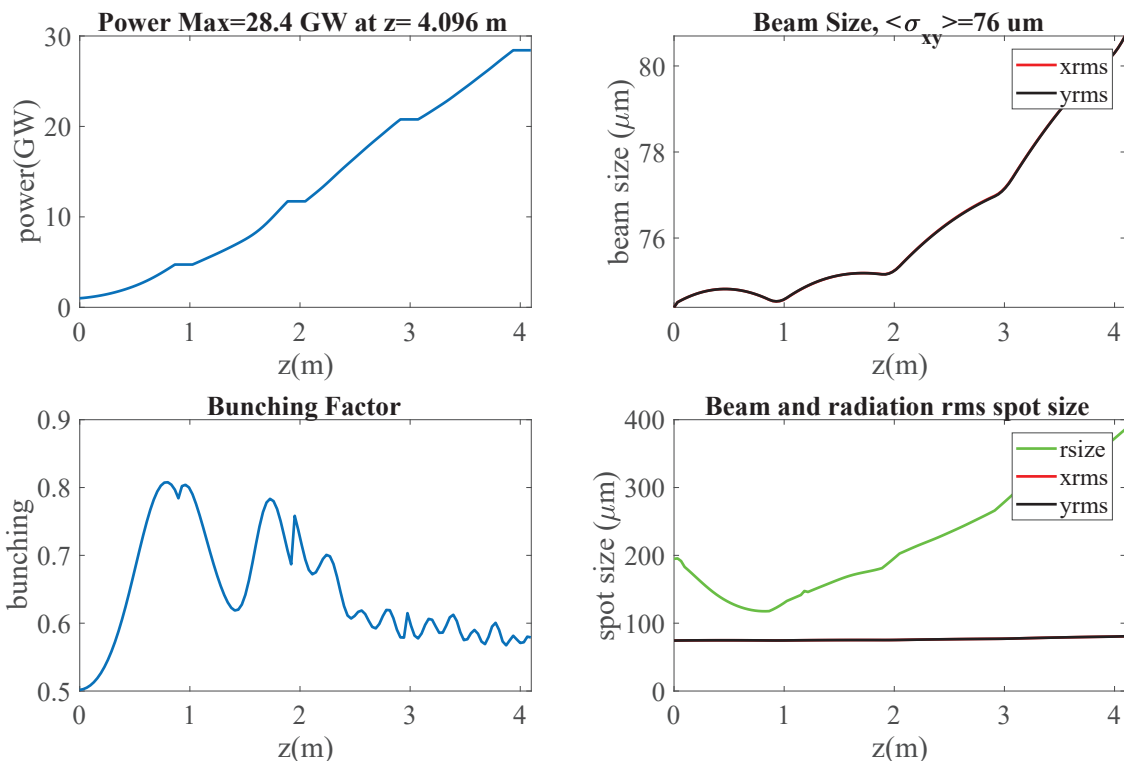 Power Max=28.4 GW at z= 4.096 m
30
20
10
0
power(GW)
0 1 2 3 4
z(m)
Beam Size, <σxy>=76 um
80
78
76
beam size (μm)
xrms
yrms
0 1 2 3 4
z(m)
Bunching Factor
0.9
0.8
0.7
0.6
0.5
bunching
0 1 2 3 4
z(m)
Beam and radiation rms spot size
400
300
200
100
0
spot size (μm)
rsize
xrms
yrms
0 1 2 3 4
z(m)